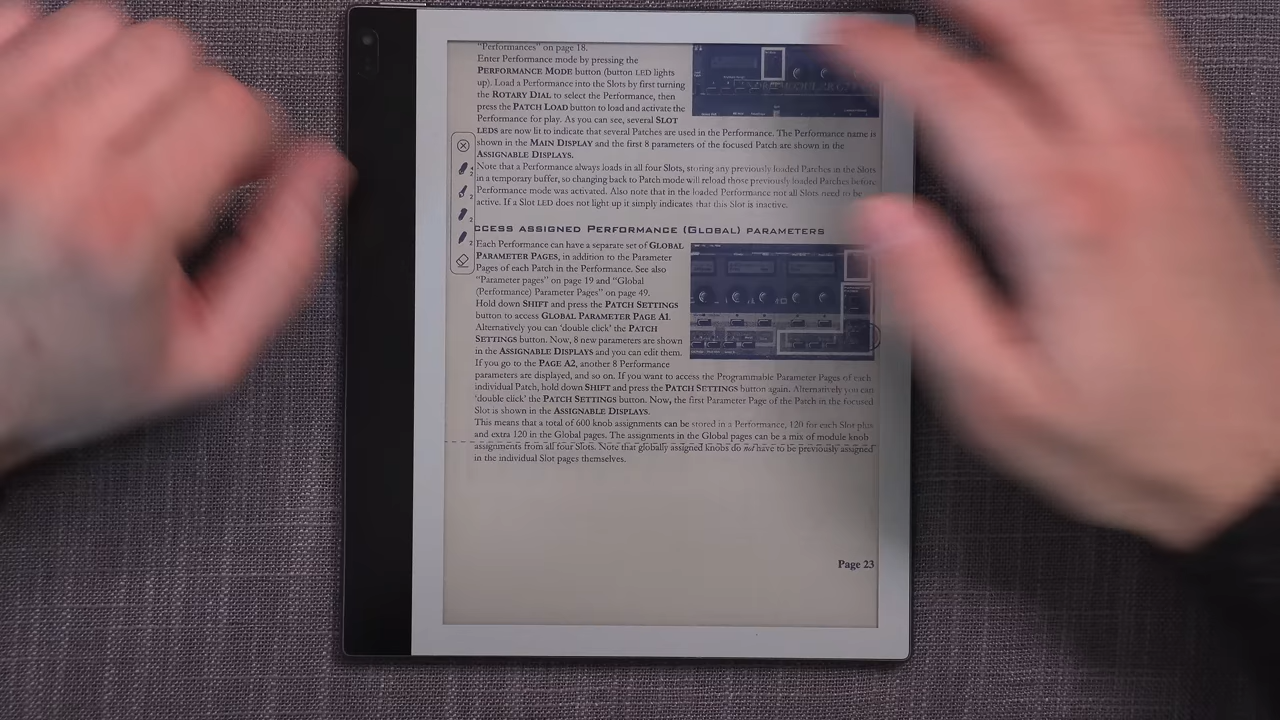 "Performances" on page 18.
Enter Performance mode by pressing the
PERFORMANCE MODE button (button LED lights
up). Load a Performance into the Slots by first turning
the ROTARY DIAL to select the Performance, then
press the PATCH LOAD button to load and activate the
Performance for play. As you can see, several SLOT
LEDS are now lit to indicate that several Patches are used in the Performance. The Performance name is
shown in the MAIN DISPLAY and the first 8 parameters of the focused Patch are shown in the
ASSIGNABLE DISPLAYS.
Note that a Performance always loads in all four Slots, storing any previously loaded Patches in the Slots
in a temporary buffer, so changing back to Patch mode will reload those previously loaded Patches before
Performance mode was activated. Also note that in the loaded Performance not all Slots need to be
active. If a Slot LED does not light up it simply indicates that this Slot is inactive.
CCESS ASSIGNED PERFORMANCE (GLOBAL) PARAMETERS
Each Performance can have a separate set of GLOBAL
PARAMETER PAGES, in addition to the Parameter
Pages of each Patch in the Performance. See also
"Parameter pages" on page 19 and "Global
(Performance) Parameter Pages" on page 49.
Hold down SHIFT and press the PATCH SETTINGS
button to access GLOBAL PARAMETER PAGE A1.
Alternatively you can 'double click' the PATCH
SETTINGS button. Now, 8 new parameters are shown
in the ASSIGNABLE DISPLAYS and you can edit them.
If you go to the PAGE A2, another 8 Performance
parameters are displayed, and so on. If you want to access the Programmable Parameter Pages of each
individual Patch, hold down SHIFT and press the PATCH SETTINGS button again. Alternatively you can
'double click' the PATCH SETTINGS button. Now, the first Parameter Page of the Patch in the focused
Slot is shown in the ASSIGNABLE DISPLAYS.
This means that a total of 600 knob assignments can be stored in a Performance, 120 for each Slot plus
and extra 120 in the Global pages. The assignments in the Global pages can be a mix of module knob
assignments from all four Slots. Note that globally assigned knobs do not have to be previously assigned
in the individual Slot pages themselves.
Page 23